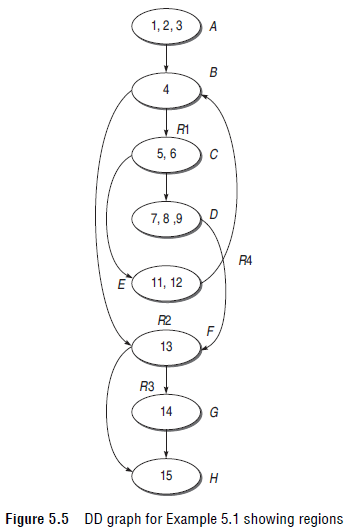 1, 2, 3 A
B
4
R1
5, 6 C
7, 8 ,9 D
R4
E 11, 12
R2
F
13
R3
14 G
15 H
Figure 5.5 DD graph for Example 5.1 showing regions